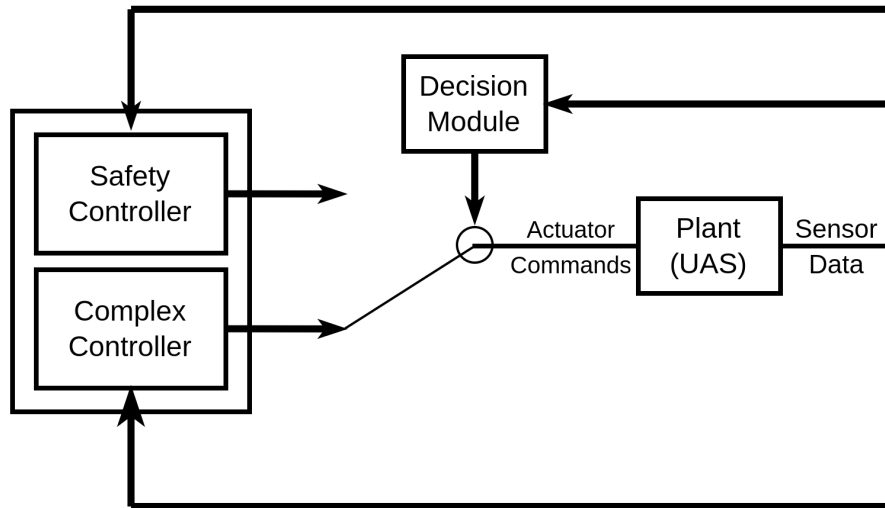 Decision
Module
Safety
Controller
Actuator
Commands
Plant
(UAS)
Sensor
Data
Complex
Controller